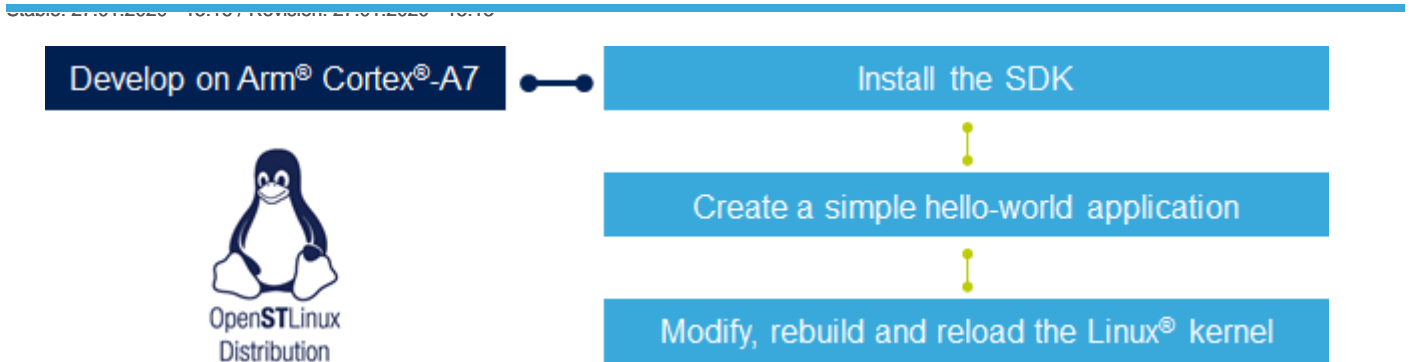 Develop on Arm® Cortex®-A7
Install the SDK
Create a simple hello-world application
OpenSTLinux
Distribution
Modify, rebuild and reload the Linux® kernel